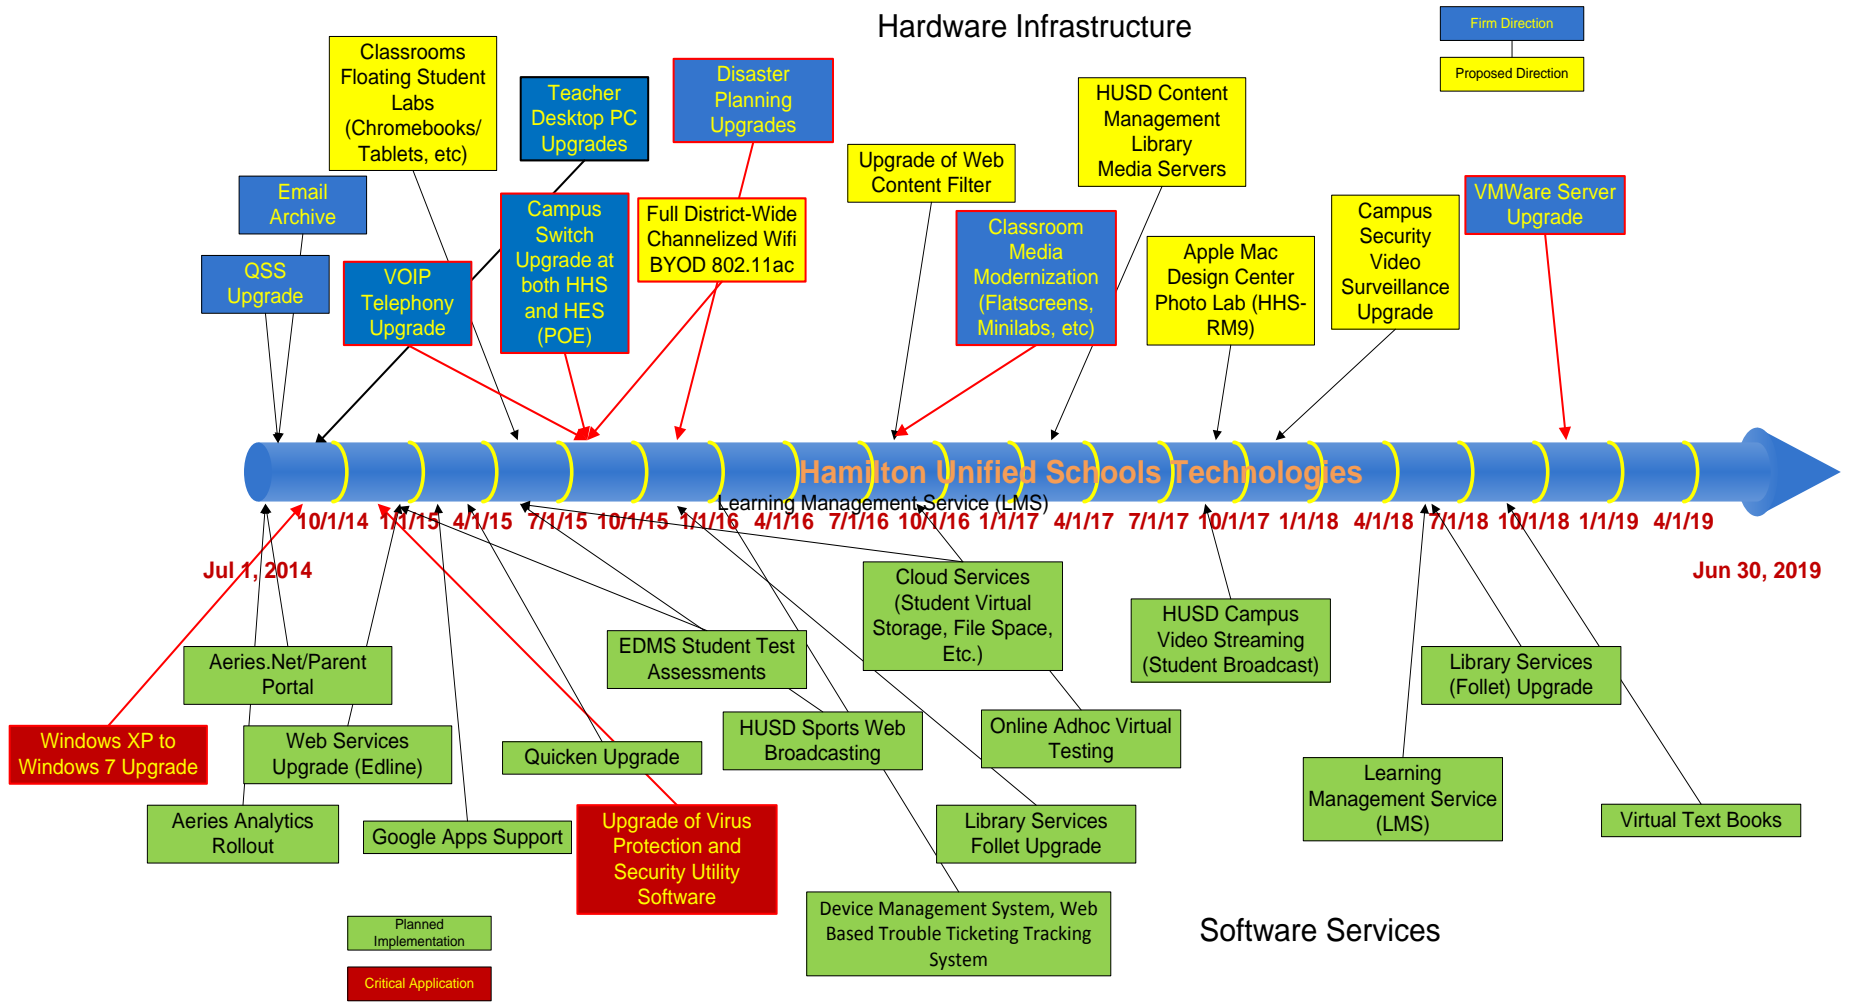 Hardware Infrastructure
Firm Direction
Proposed Direction
Classrooms
Floating Student
Labs
(Chromebooks/
Tablets, etc)
Teacher
Desktop PC
Upgrades
Disaster
Planning
Upgrades
HUSD Content
Management
Library
Media Servers
Upgrade of Web
Content Filter
Email
Archive
Campus
Switch
Upgrade at
both HHS
and HES
(POE)
Full District-Wide
Channelized Wifi
BYOD 802.11ac
Classroom
Media
Modernization
(Flatscreens,
Minilabs, etc)
Campus
Security
Video
Surveillance
Upgrade
VMWare Server
Upgrade
QSS
Upgrade
VOIP
Telephony
Upgrade
Apple Mac
Design Center
Photo Lab (HHS-
RM9)
Hamilton Unified Schools Technologies
Learning Management Service (LMS)
10/1/14 1/1/15 4/1/15 7/1/15 10/1/15 1/1/16 4/1/16 7/1/16 10/1/16 1/1/17 4/1/17 7/1/17 10/1/17 1/1/18 4/1/18 7/1/18 10/1/18 1/1/19 4/1/19
Jul 1, 2014
Jun 30, 2019
Cloud Services
(Student Virtual
Storage, File Space,
Etc.)
HUSD Campus
Video Streaming
(Student Broadcast)
EDMS Student Test
Assessments
Aeries.Net/Parent
Portal
Library Services
(Follet) Upgrade
Windows XP to
Windows 7 Upgrade
Web Services
Upgrade (Edline)
Quicken Upgrade
HUSD Sports Web
Broadcasting
Online Adhoc Virtual
Testing
Learning
Management Service
(LMS)
Aeries Analytics
Rollout
Google Apps Support
Upgrade of Virus
Protection and
Security Utility
Software
Library Services
Follet Upgrade
Virtual Text Books
Device Management System, Web
Based Trouble Ticketing Tracking
System
Software Services
Planned
Implementation
Critical Application